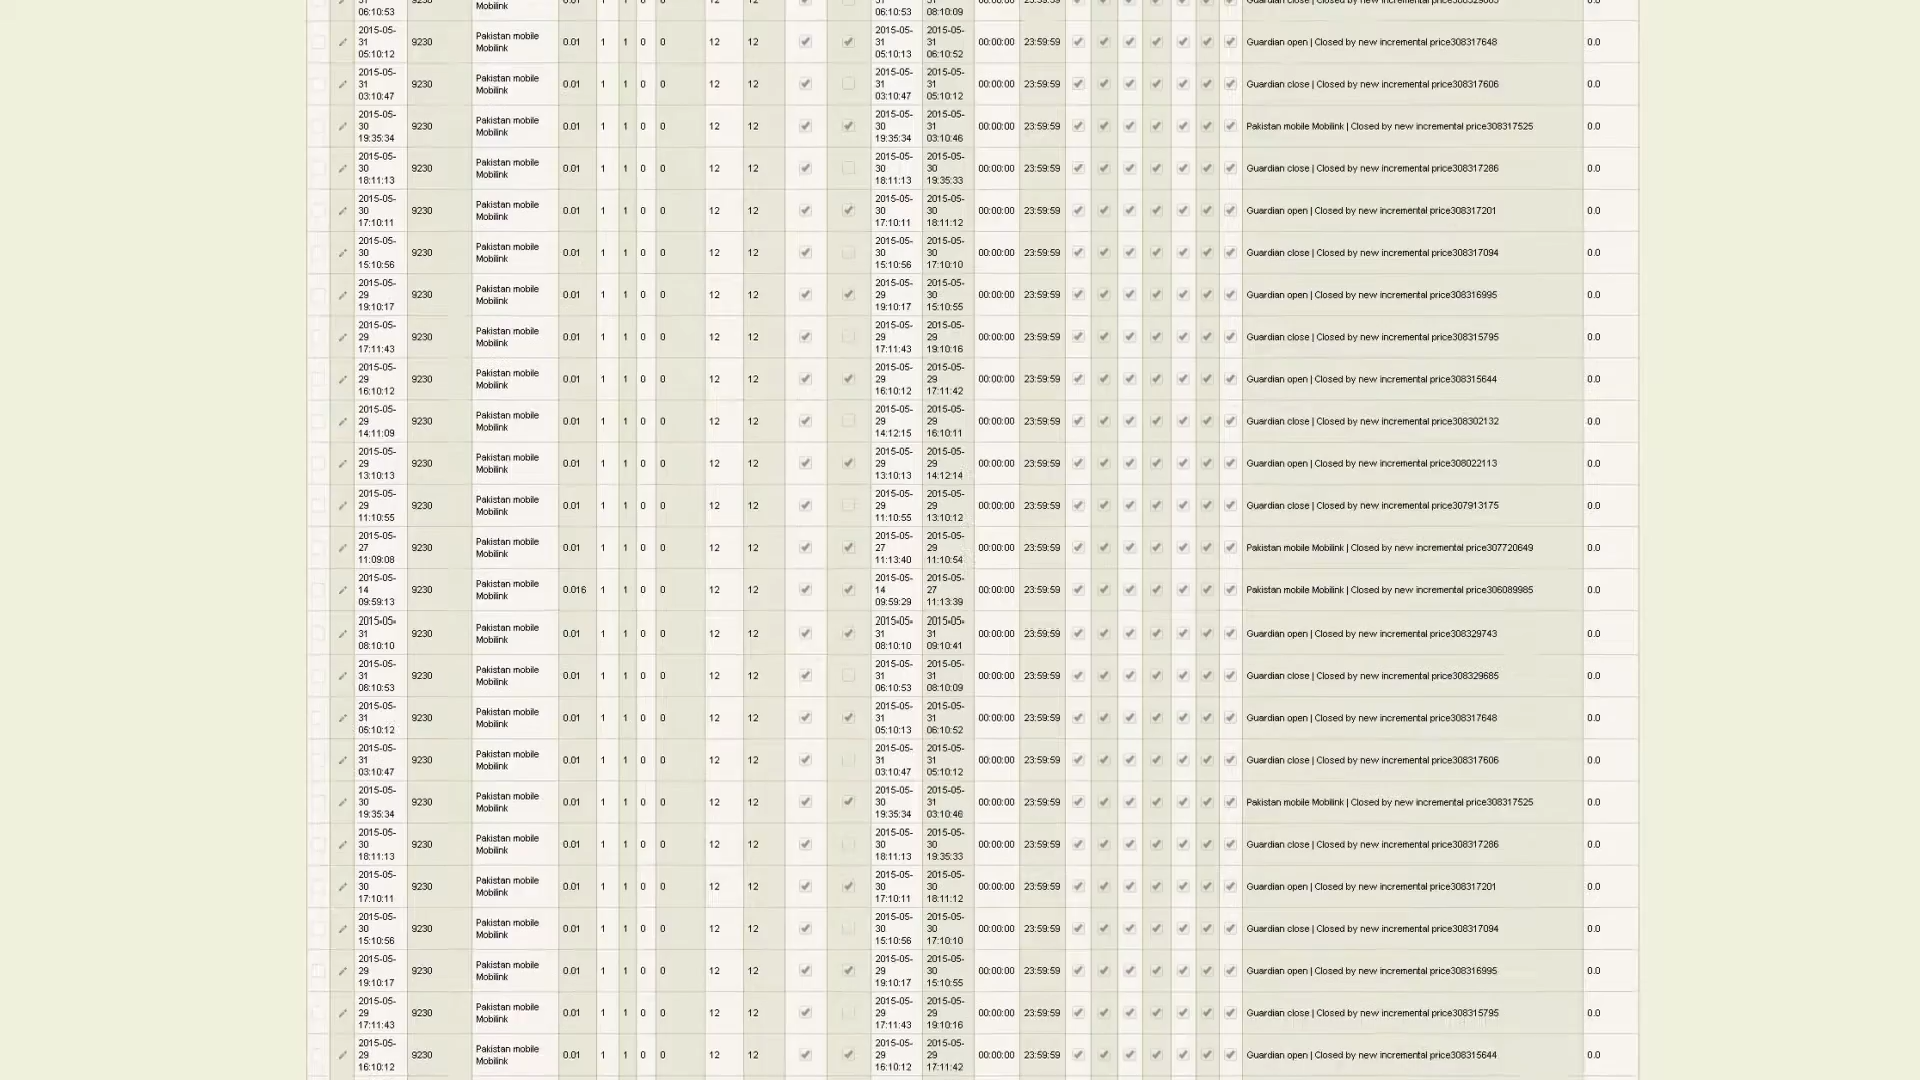 31 06:10:53 0.01 31 06:10:53 31 08:10:09
2015-05-31 05:10:12 9230 Pakistan mobile Mobilink 0.01 1 1 0 0 12 12 2015-05-31 05:10:13 2015-05-31 06:10:52 00:00:00 23:59:59 Guardian open | Closed by new incremental price308317648 0.0
2015-05-31 03:10:47 9230 Pakistan mobile Mobilink 0.01 1 1 0 0 12 12 2015-05-31 03:10:47 2015-05-31 05:10:12 00:00:00 23:59:59 Guardian close | Closed by new incremental price308317606 0.0
2015-05-30 19:35:34 9230 Pakistan mobile Mobilink 0.01 1 1 0 0 12 12 2015-05-30 19:35:34 2015-05-31 03:10:46 00:00:00 23:59:59 Pakistan mobile Mobilink | Closed by new incremental price308317525 0.0
2015-05-30 18:11:13 9230 Pakistan mobile Mobilink 0.01 1 1 0 0 12 12 2015-05-30 18:11:13 2015-05-30 19:35:33 00:00:00 23:59:59 Guardian close | Closed by new incremental price308317286 0.0
2015-05-30 17:10:11 9230 Pakistan mobile Mobilink 0.01 1 1 0 0 12 12 2015-05-30 17:10:11 2015-05-30 18:11:12 00:00:00 23:59:59 Guardian open | Closed by new incremental price308317201 0.0
2015-05-30 15:10:56 9230 Pakistan mobile Mobilink 0.01 1 1 0 0 12 12 2015-05-30 15:10:56 2015-05-30 17:10:10 00:00:00 23:59:59 Guardian close | Closed by new incremental price308317094 0.0
2015-05-29 19:10:17 9230 Pakistan mobile Mobilink 0.01 1 1 0 0 12 12 2015-05-29 19:10:17 2015-05-30 15:10:55 00:00:00 23:59:59 Guardian open | Closed by new incremental price308316995 0.0
2015-05-29 17:11:43 9230 Pakistan mobile Mobilink 0.01 1 1 0 0 12 12 2015-05-29 17:11:43 2015-05-29 19:10:16 00:00:00 23:59:59 Guardian close | Closed by new incremental price308315795 0.0
2015-05-29 16:10:12 9230 Pakistan mobile Mobilink 0.01 1 1 0 0 12 12 2015-05-29 16:10:12 2015-05-29 17:11:42 00:00:00 23:59:59 Guardian open | Closed by new incremental price308315644 0.0
2015-05-29 14:11:09 9230 Pakistan mobile Mobilink 0.01 1 1 0 0 12 12 2015-05-29 14:12:15 2015-05-29 16:10:11 00:00:00 23:59:59 Guardian close | Closed by new incremental price308302132 0.0
2015-05-29 13:10:13 9230 Pakistan mobile Mobilink 0.01 1 1 0 0 12 12 2015-05-29 13:10:13 2015-05-29 14:12:14 00:00:00 23:59:59 Guardian open | Closed by new incremental price308022113 0.0
2015-05-29 11:10:55 9230 Pakistan mobile Mobilink 0.01 1 1 0 0 12 12 2015-05-29 11:10:55 2015-05-29 13:10:12 00:00:00 23:59:59 Guardian close | Closed by new incremental price307913175 0.0
2015-05-27 11:09:08 9230 Pakistan mobile Mobilink 0.01 1 1 0 0 12 12 2015-05-27 11:13:40 2015-05-29 11:10:54 00:00:00 23:59:59 Pakistan mobile Mobilink | Closed by new incremental price307720649 0.0
2015-05-14 09:59:13 9230 Pakistan mobile Mobilink 0.016 1 1 0 0 12 12 2015-05-14 09:59:29 2015-05-27 11:13:39 00:00:00 23:59:59 Pakistan mobile Mobilink | Closed by new incremental price306089985 0.0
2015-05-31 08:10:10 9230 Pakistan mobile Mobilink 0.01 1 1 0 0 12 12 2015-05-31 08:10:10 2015-05-31 09:10:41 00:00:00 23:59:59 Guardian open | Closed by new incremental price308329743 0.0
2015-05-31 06:10:53 9230 Pakistan mobile Mobilink 0.01 1 1 0 0 12 12 2015-05-31 06:10:53 2015-05-31 08:10:09 00:00:00 23:59:59 Guardian close | Closed by new incremental price308329685 0.0
2015-05-31 05:10:12 9230 Pakistan mobile Mobilink 0.01 1 1 0 0 12 12 2015-05-31 05:10:13 2015-05-31 06:10:52 00:00:00 23:59:59 Guardian open | Closed by new incremental price308317648 0.0
2015-05-31 03:10:47 9230 Pakistan mobile Mobilink 0.01 1 1 0 0 12 12 2015-05-31 03:10:47 2015-05-31 05:10:12 00:00:00 23:59:59 Guardian close | Closed by new incremental price308317606 0.0
2015-05-30 19:35:34 9230 Pakistan mobile Mobilink 0.01 1 1 0 0 12 12 2015-05-30 19:35:34 2015-05-31 03:10:46 00:00:00 23:59:59 Pakistan mobile Mobilink | Closed by new incremental price308317525 0.0
2015-05-30 18:11:13 9230 Pakistan mobile Mobilink 0.01 1 1 0 0 12 12 2015-05-30 18:11:13 2015-05-30 19:35:33 00:00:00 23:59:59 Guardian close | Closed by new incremental price308317286 0.0
2015-05-30 17:10:11 9230 Pakistan mobile Mobilink 0.01 1 1 0 0 12 12 2015-05-30 17:10:11 2015-05-30 18:11:12 00:00:00 23:59:59 Guardian open | Closed by new incremental price308317201 0.0
2015-05-30 15:10:56 9230 Pakistan mobile Mobilink 0.01 1 1 0 0 12 12 2015-05-30 15:10:56 2015-05-30 17:10:10 00:00:00 23:59:59 Guardian close | Closed by new incremental price308317094 0.0
2015-05-29 19:10:17 9230 Pakistan mobile Mobilink 0.01 1 1 0 0 12 12 2015-05-29 19:10:17 2015-05-30 15:10:55 00:00:00 23:59:59 Guardian open | Closed by new incremental price308316995 0.0
2015-05-29 17:11:43 9230 Pakistan mobile Mobilink 0.01 1 1 0 0 12 12 2015-05-29 17:11:43 2015-05-29 19:10:16 00:00:00 23:59:59 Guardian close | Closed by new incremental price308315795 0.0
2015-05-29 16:10:12 9230 Pakistan mobile Mobilink 0.01 1 1 0 0 12 12 2015-05-29 16:10:12 2015-05-29 17:11:42 00:00:00 23:59:59 Guardian open | Closed by new incremental price308315644 0.0